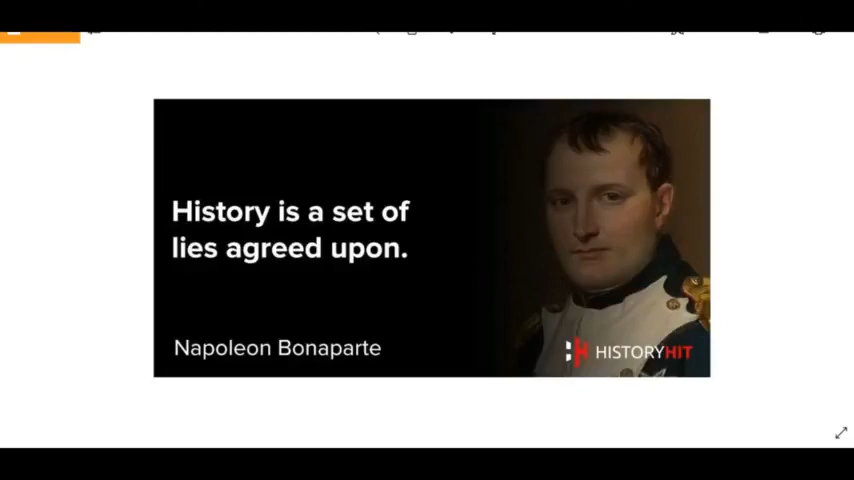 History is a set of
lies agreed upon.
Napoleon Bonaparte
HISTORYHIT